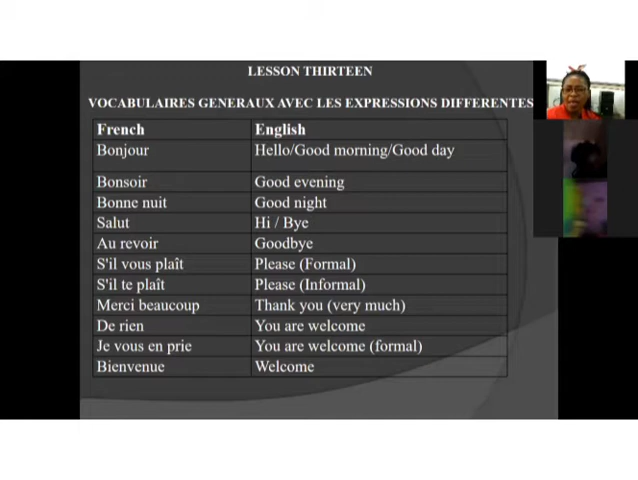 LESSON THIRTEEN
VOCABULAIRES GENERAUX AVEC LES EXPRESSIONS DIFFERENTES
French English
Bonjour Hello/Good morning/Good day
Bonsoir Good evening
Bonne nuit Good night
Salut Hi / Bye
Au revoir Goodbye
S'il vous plaît Please (Formal)
S'il te plaît Please (Informal)
Merci beaucoup Thank you (very much)
De rien You are welcome
Je vous en prie You are welcome (formal)
Bienvenue Welcome